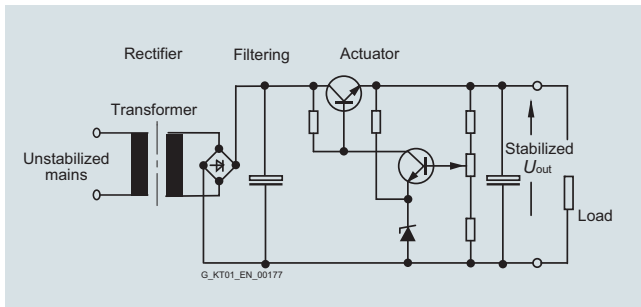 Rectifier
Filtering
Actuator
Transformer
Unstabilized
mains
Stabilized
Uout
Load
G_KT01_EN_00177